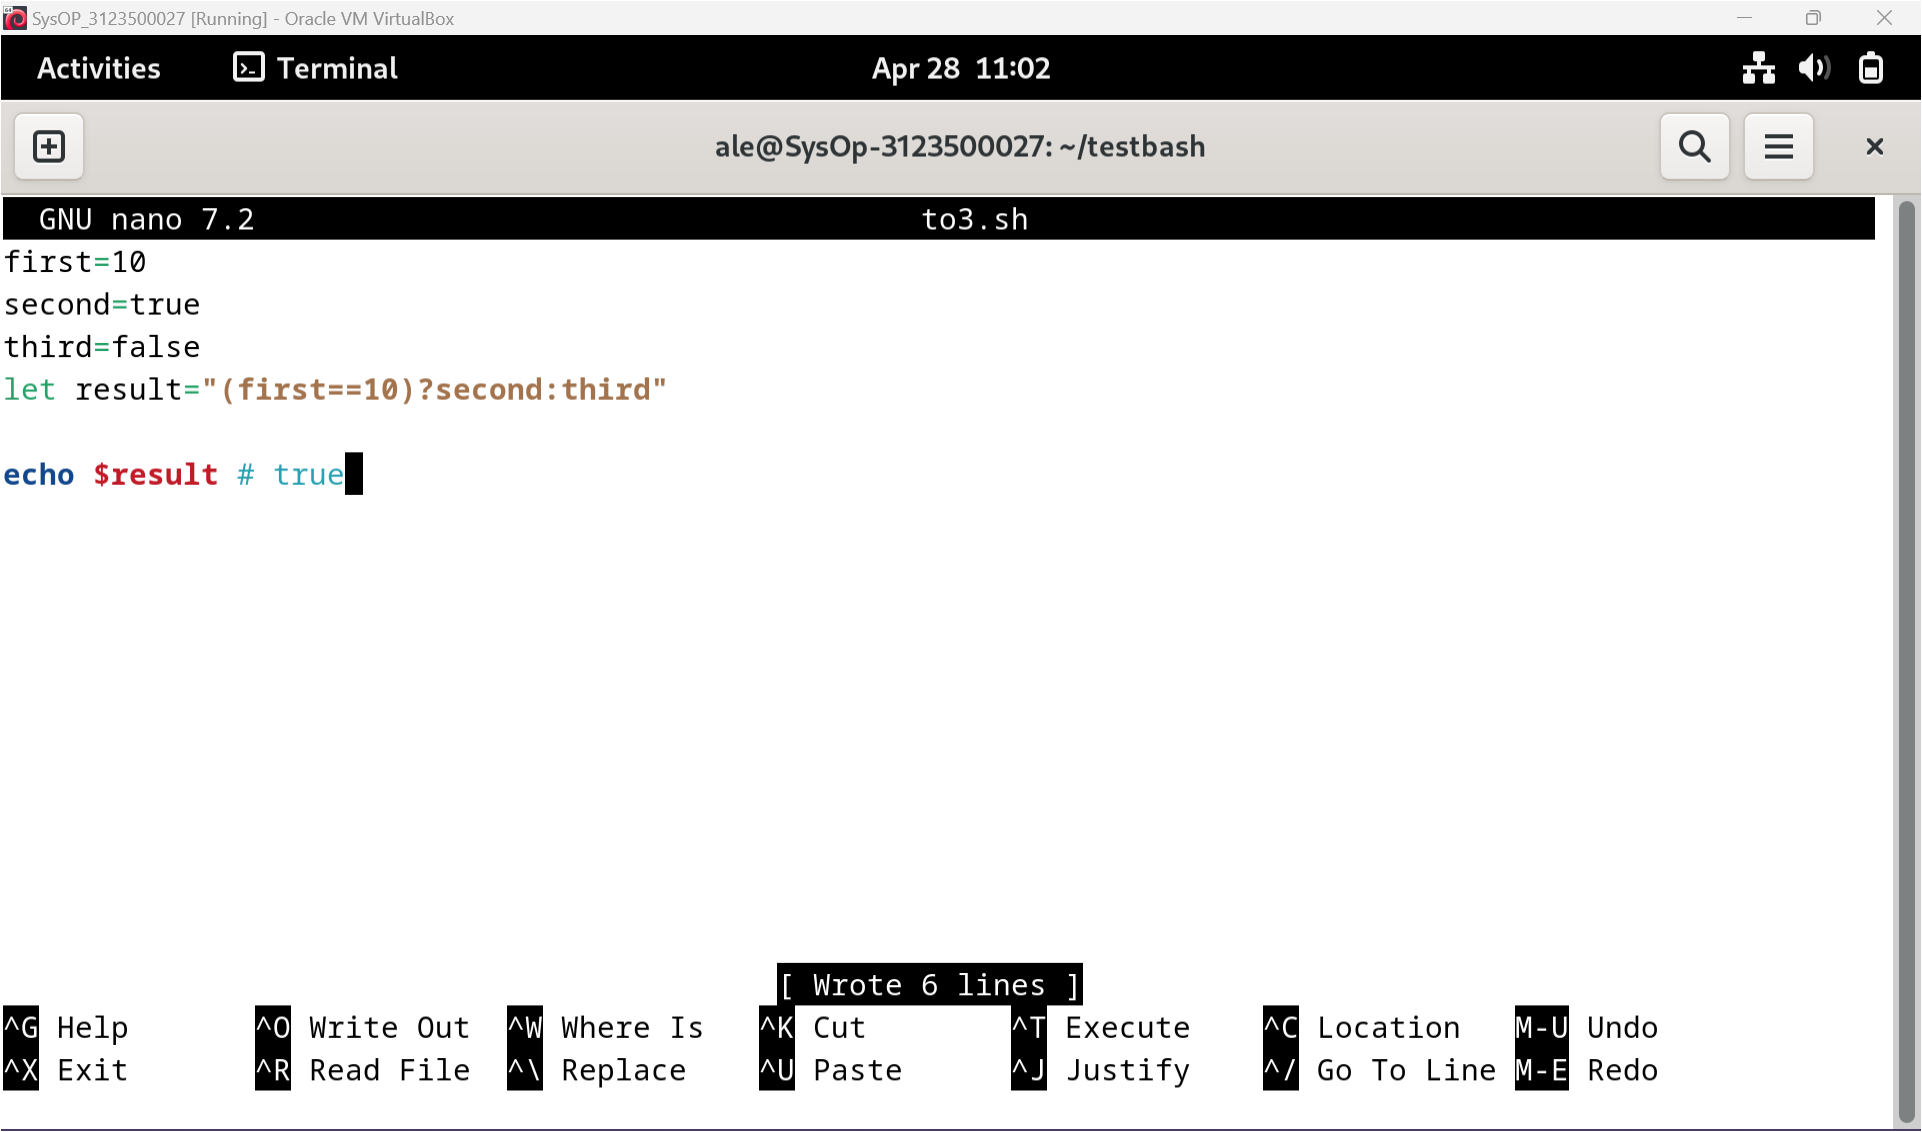 SysOP_3123500027 [Running] - Oracle VM VirtualBox
Activities Terminal Apr 28 11:02
ale@SysOp-3123500027: ~/testbash
GNU nano 7.2 to3.sh
first=10
second=true
third=false
let result="(first==10)?second:third"
echo $result # true
[ Wrote 6 lines ]
^G Help ^O Write Out ^W Where Is ^K Cut ^T Execute ^C Location M-U Undo
^X Exit ^R Read File ^\ Replace ^U Paste ^J Justify ^/ Go To Line M-E Redo